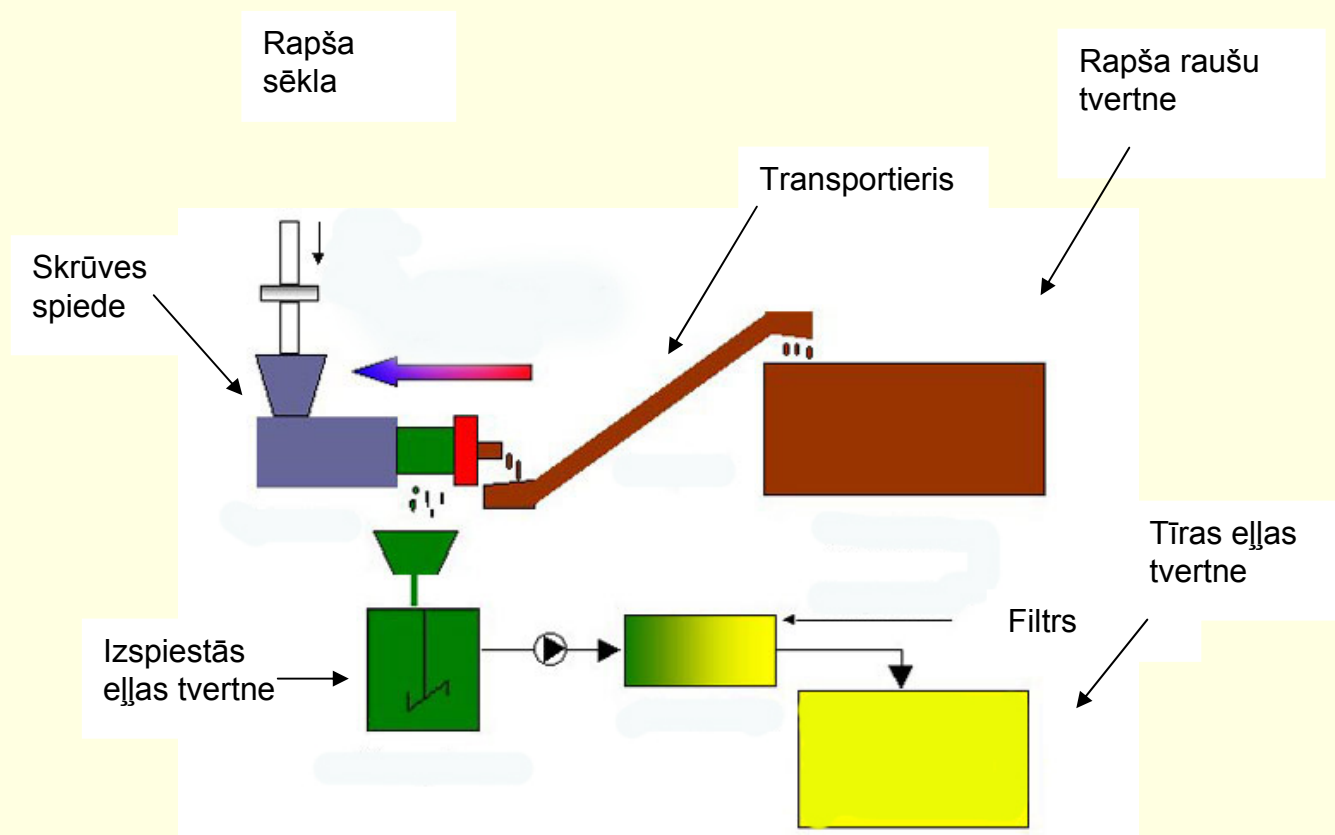 Rapša
sēkla
Rapša raušu
tvertne
Transportieris
Skrūves
spiede
Tīras eļļas
tvertne
Filtrs
Izspiestās
eļļas tvertne